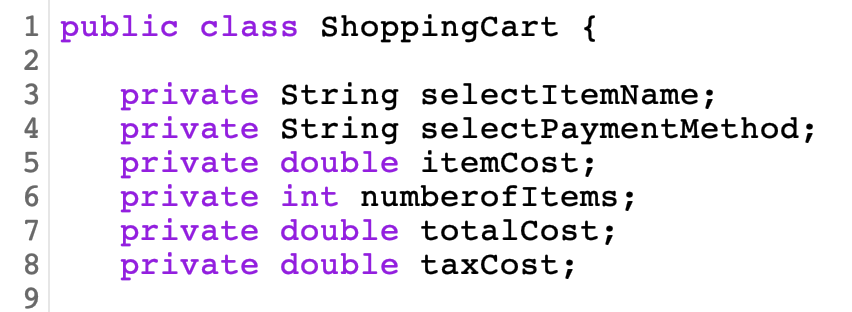 1 public class ShoppingCart {
2
3 private String selectItemName;
4 private String selectPaymentMethod;
5 private double itemCost;
6 private int numberofItems;
7 private double totalCost;
8 private double taxCost;
9